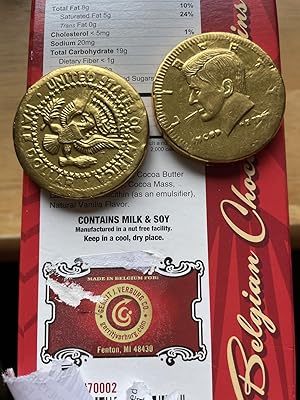 Total Fat 8g 10%
Saturated Fat 5g 24%
Trans Fat 0g
Cholesterol < 5mg 1%
Sodium 20mg
Total Carbohydrate 19g
Dietary Fiber < 1g
Added Sugars
UNITED STATES OF
Cocoa Butter
Cocoa Mass,
(as an emulsifier),
Natural Vanilla Flavor.
CONTAINS MILK & SOY
Manufactured in a nut free facility.
Keep in a cool, dry place.
MADE IN BELGIUM FOR:
GERRIT J. VERBURG CO.
G
gerritverburg.com
Fenton, MI 48430
70002
Belgian Choc
ins